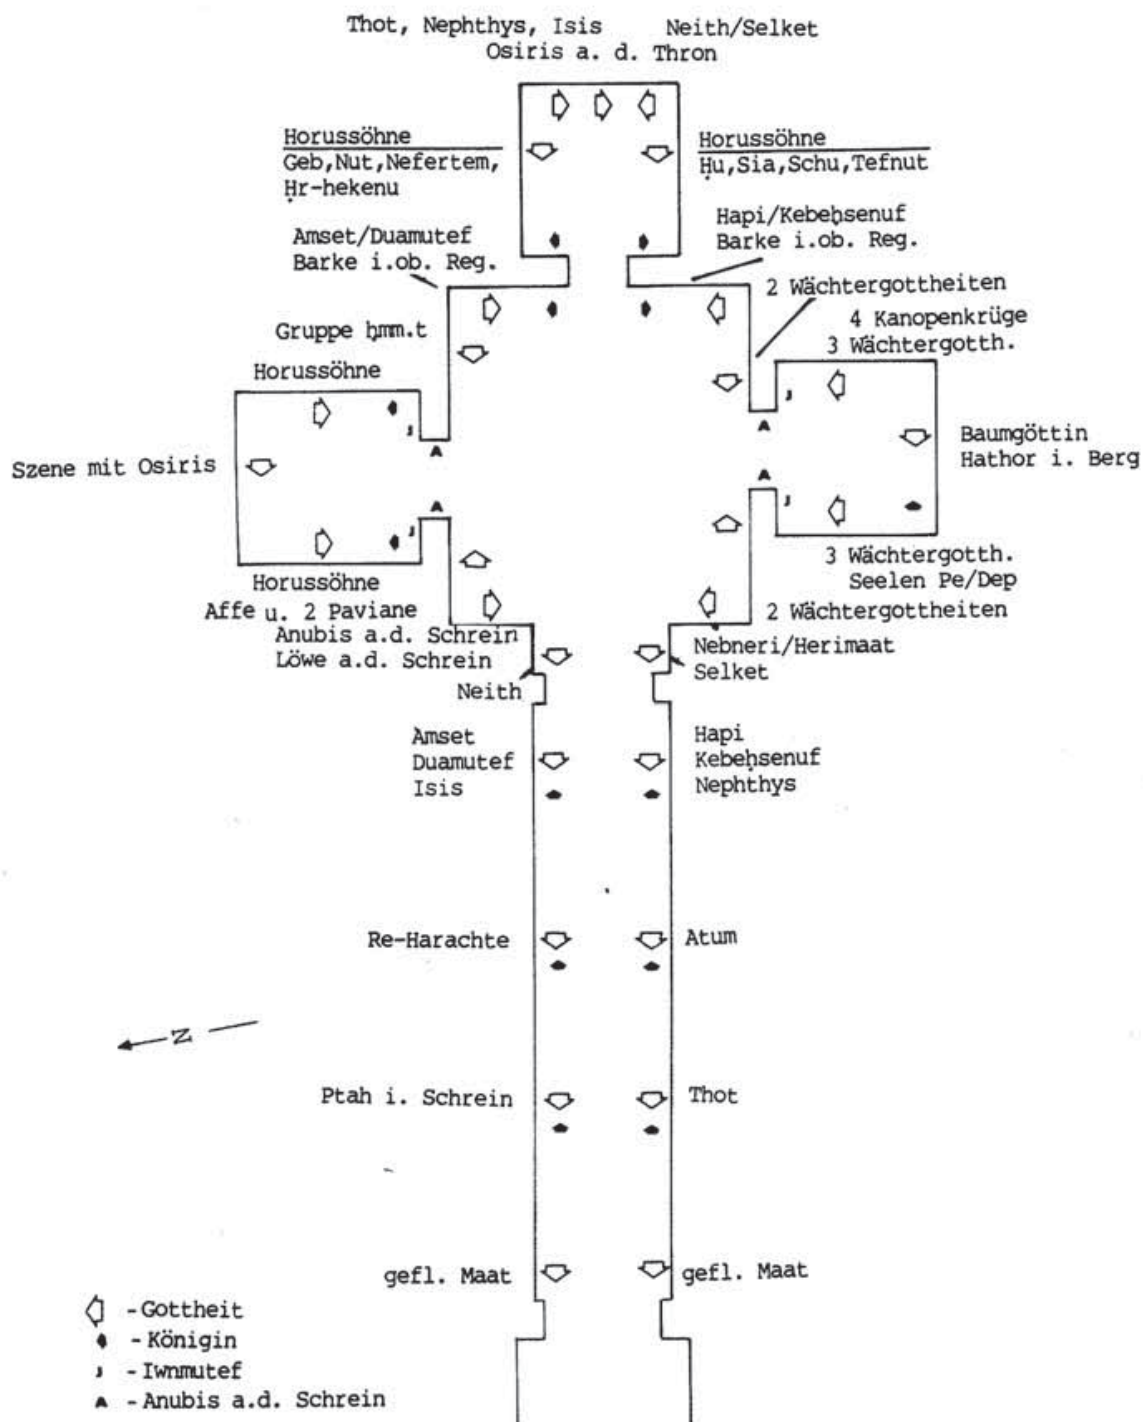 Thot, Nephthys, Isis Neith/Selket
Osiris a. d. Thron
Horussöhne
Geb,Nut,Nefertem,
Ḥr-hekenu
Horussöhne
Ḥu,Sia,Schu,Tefnut
Amset/Duamutef
Barke i.ob. Reg.
Hapi/Kebeḥsenuf
Barke i.ob. Reg.
2 Wächtergottheiten
Gruppe ḥmm.t
4 Kanopenkrüge
3 Wächtergotth.
Horussöhne
Szene mit Osiris
Baumgöttin
Hathor i. Berg
Horussöhne
Affe u. 2 Paviane
3 Wächtergotth.
Seelen Pe/Dep
2 Wächtergottheiten
Anubis a.d. Schrein
Löwe a.d. Schrein
Neith
Nebneri/Herimaat
Selket
Amset
Duamutef
Isis
Hapi
Kebeḥsenuf
Nephthys
Re-Harachte
Atum
N
Ptah i. Schrein
Thot
gefl. Maat
gefl. Maat
- Gottheit
- Königin
J - Iwnmutef
A - Anubis a.d. Schrein